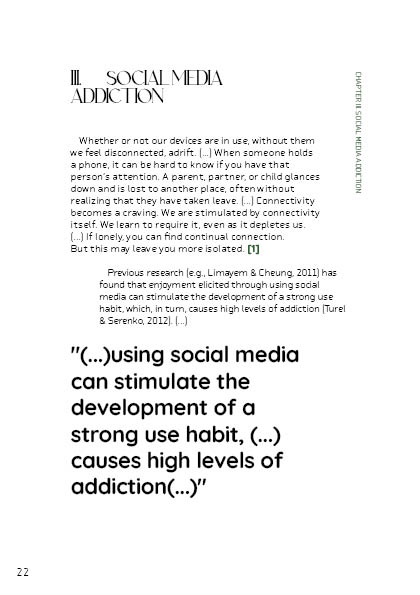 III. SOCIAL MEDIA
ADDICTION
CHAPTER III. SOCIAL MEDIA ADDICTION
Whether or not our devices are in use, without them
we feel disconnected, adrift. (...) When someone holds
a phone, it can be hard to know if you have that
person's attention. A parent, partner, or child glances
down and is lost to another place, often without
realizing that they have taken leave. (...) Connectivity
becomes a craving. We are stimulated by connectivity
itself. We learn to require it, even as it depletes us.
(...) If lonely, you can find continual connection.
But this may leave you more isolated. [1]
Previous research (e.g., Limayem & Cheung, 2011) has
found that enjoyment elicited through using social
media can stimulate the development of a strong use
habit, which, in turn, causes high levels of addiction (Turel
& Serenko, 2012). (...)
"(...)using social media
can stimulate the
development of a
strong use habit, (...)
causes high levels of
addiction(...)"
22